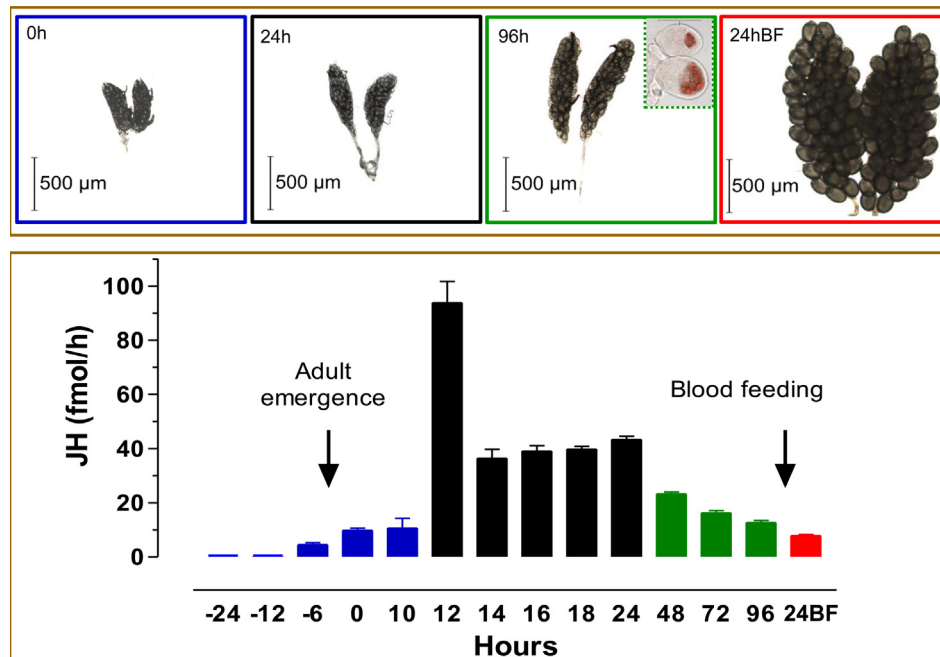 0h
24h
96h
24hBF
500 µm
500 µm
500 µm
500 µm
JH (fmol/h)
100
80
60
40
20
0
Adult
emergence
Blood feeding
-24 -12 -6 0 10 12 14 16 18 24 48 72 96 24BF
Hours